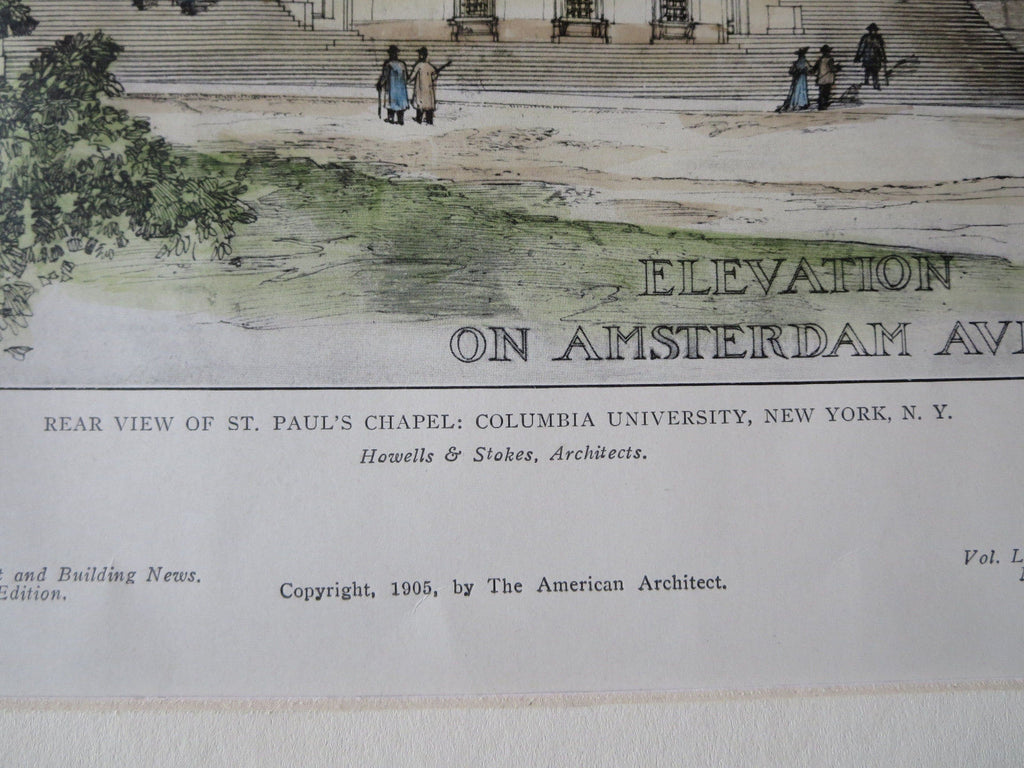 ELEVATION
ON AMSTERDAM
REAR VIEW OF ST. PAUL'S CHAPEL: COLUMBIA UNIVERSITY, NEW YORK, N. Y.
Howells & Stokes, Architects.
and Building News.
Edition.
Copyright, 1905, by The American Architect.
Vol.